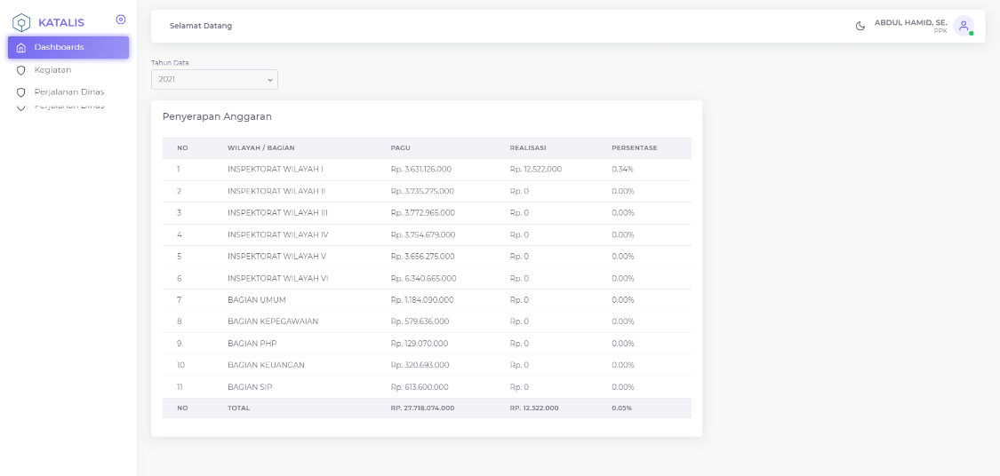 KATALIS
Dashboards
Kegiatan
Perjalanan Dinas
Perjalanan Dinas
Selamat Datang
ABDUL HAMID, SE.
PPK
Tahun Data
2021
Penyerapan Anggaran
NO WILAYAH / BAGIAN PAGU REALISASI PERSENTASE
1 INSPEKTORAT WILAYAH I Rp. 3.631.126.000 Rp. 12.522.000 0.34%
2 INSPEKTORAT WILAYAH II Rp. 3.735.275.000 Rp. 0 0.00%
3 INSPEKTORAT WILAYAH III Rp. 3.772.965.000 Rp. 0 0.00%
4 INSPEKTORAT WILAYAH IV Rp. 3.754.679.000 Rp. 0 0.00%
5 INSPEKTORAT WILAYAH V Rp. 3.656.275.000 Rp. 0 0.00%
6 INSPEKTORAT WILAYAH VI Rp. 6.340.665.000 Rp. 0 0.00%
7 BAGIAN UMUM Rp. 1.184.090.000 Rp. 0 0.00%
8 BAGIAN KEPEGAWAIAN Rp. 579.636.000 Rp. 0 0.00%
9 BAGIAN PHP Rp. 129.070.000 Rp. 0 0.00%
10 BAGIAN KEUANGAN Rp. 320.693.000 Rp. 0 0.00%
11 BAGIAN SIP Rp. 613.600.000 Rp. 0 0.00%
NO TOTAL RP. 27.718.074.000 RP. 12.522.000 0.05%